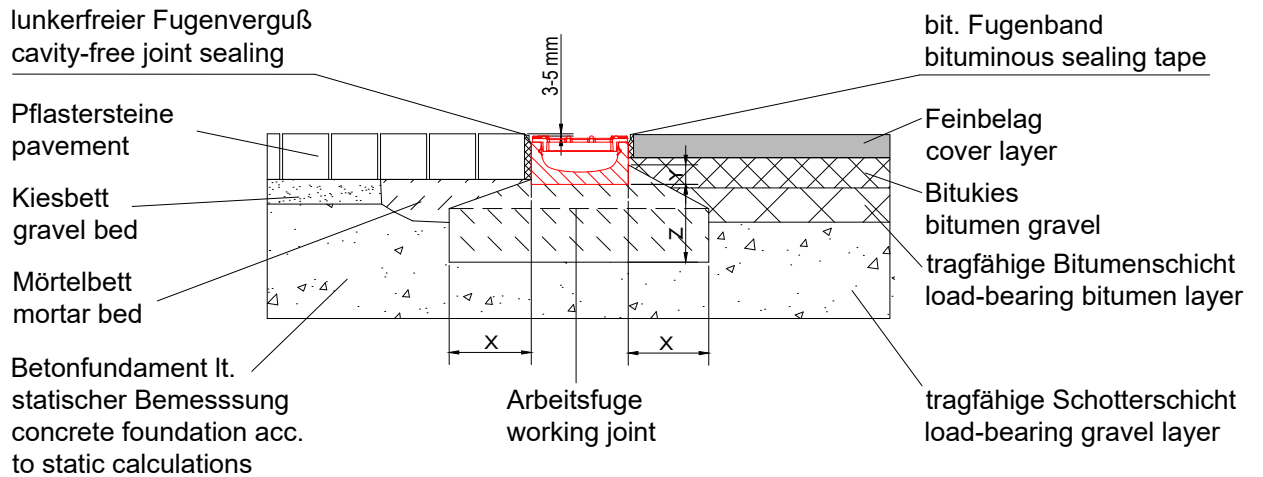 lunkerfreier Fugenverguß
cavity-free joint sealing
Pflastersteine
pavement
Kiesbett
gravel bed
Mörtelbett
mortar bed
Betonfundament lt.
statischer Bemesssung
concrete foundation acc.
to static calculations
3-5 mm
Y
Z
X
X
Arbeitsfuge
working joint
bit. Fugenband
bituminous sealing tape
Feinbelag
cover layer
Bitukies
bitumen gravel
tragfähige Bitumenschicht
load-bearing bitumen layer
tragfähige Schotterschicht
load-bearing gravel layer